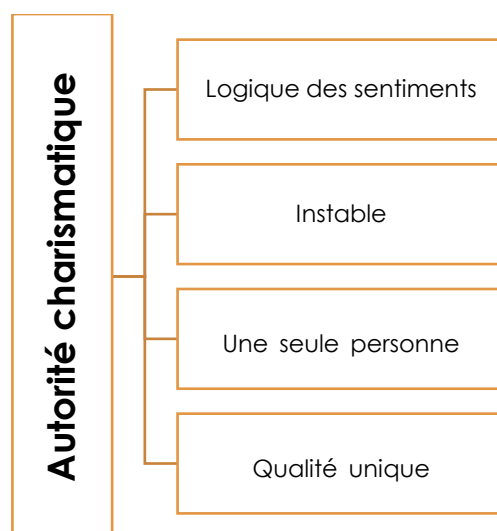 Autorité charismatique
Logique des sentiments
Instable
Une seule personne
Qualité unique